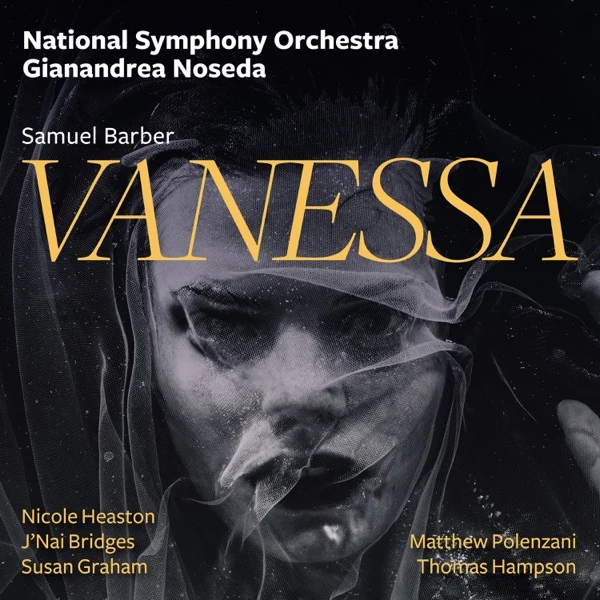 National Symphony Orchestra
Gianandrea Noseda
Samuel Barber
VANESSA
Nicole Heaston
J’Nai Bridges
Susan Graham
Matthew Polenzani
Thomas Hampson